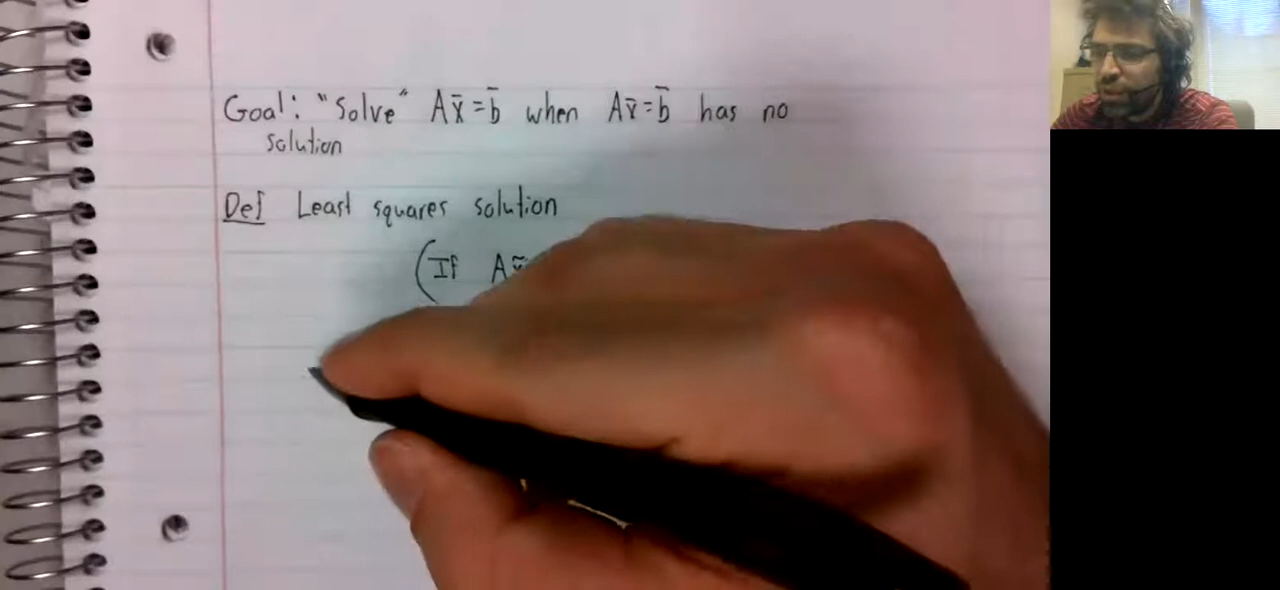 Goal: "Solve" Ax̄ = b̄ when Ax̄ = b̄ has no
solution
Def Least squares solution
(If A